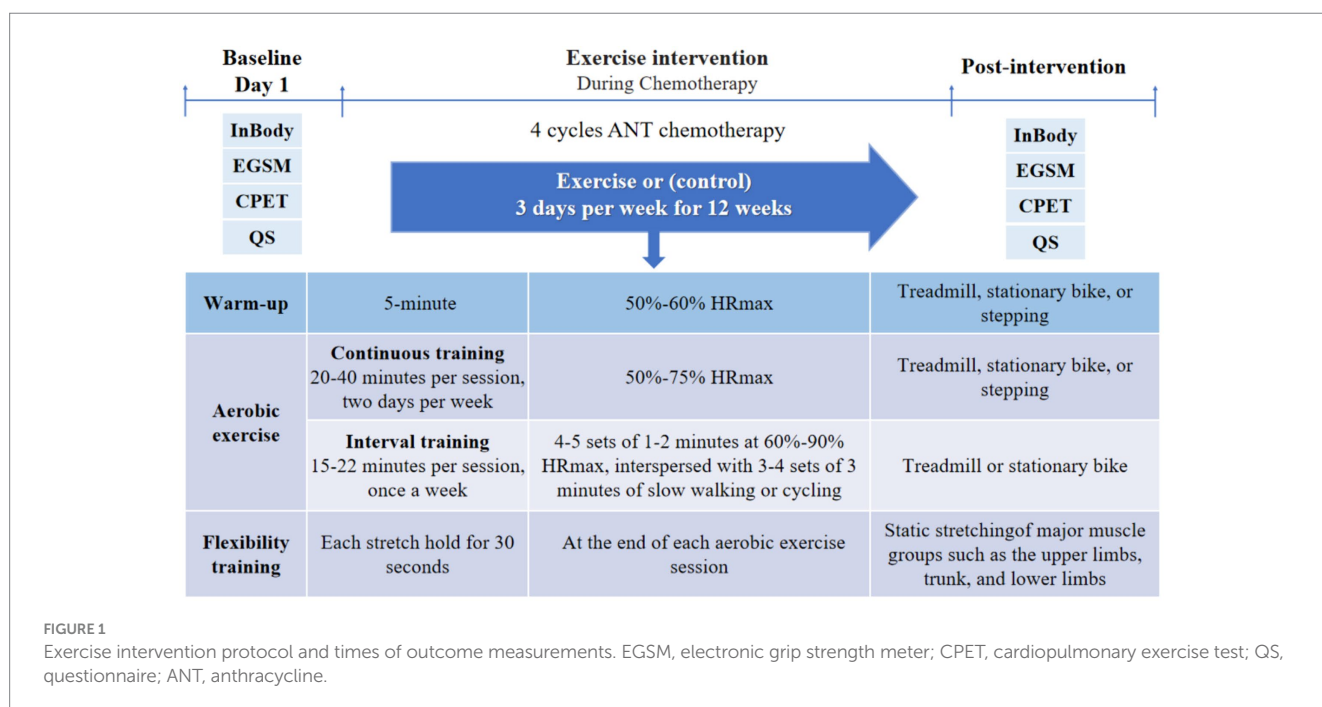 Baseline
Day 1
Exercise intervention
During Chemotherapy
Post-intervention
InBody
EGSM
CPET
QS
4 cycles ANT chemotherapy
Exercise or (control)
3 days per week for 12 weeks
InBody
EGSM
CPET
QS
Warm-up
5-minute
50%-60% HRmax
Treadmill, stationary bike, or
stepping
Aerobic
exercise
Continuous training
20-40 minutes per session,
two days per week
50%-75% HRmax
Treadmill, stationary bike, or
stepping
Interval training
15-22 minutes per session,
once a week
4-5 sets of 1-2 minutes at 60%-90%
HRmax, interspersed with 3-4 sets of 3
minutes of slow walking or cycling
Treadmill or stationary bike
Flexibility
training
Each stretch hold for 30
seconds
At the end of each aerobic exercise
session
Static stretchingof major muscle
groups such as the upper limbs,
trunk, and lower limbs
FIGURE 1
Exercise intervention protocol and times of outcome measurements. EGSM, electronic grip strength meter; CPET, cardiopulmonary exercise test; QS,
questionnaire; ANT, anthracycline.